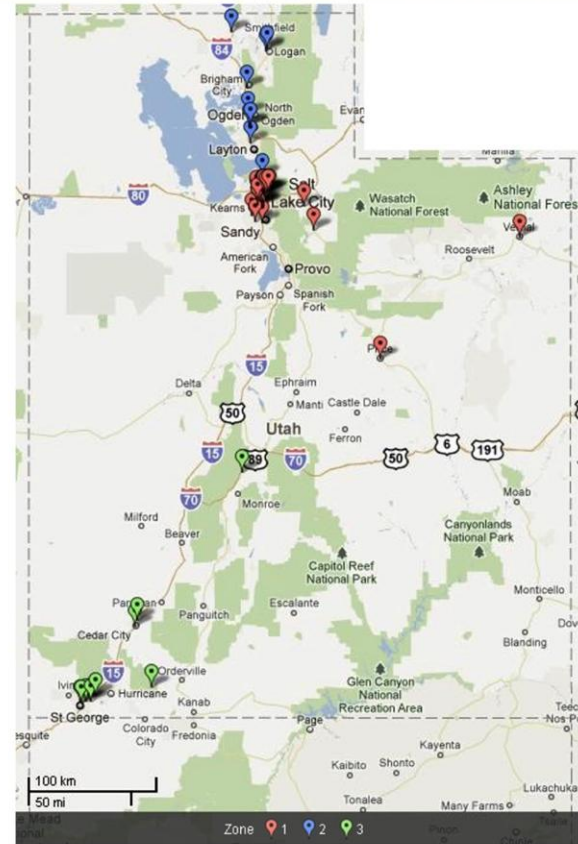 Smithfield
84
Logan
Brigham
City
North
Ogden
Ogden
Layton
Salt
Lake City
80
Kearns
Sandy
American
Fork
Provo
Payson
Spanish
Fork
Wasatch
National Forest
Ashley
National Forest
Roosevelt
Price
15
Delta
Ephraim
50
Manti
Castle Dale
Utah
Ferron
6
191
15
89
70
50
70
Monroe
Moab
Milford
Canyonlands
National Park
Beaver
Capitol Reef
National Park
Monticello
Panguitch
Escalante
Cedar City
Blanding
15
Orderville
Hurricane
Glen Canyon
National
Recreation Area
Kanab
St George
Colorado
City
Fredonia
Page
Kayenta
Kaibito
Shonto
100 km
50 mi
Tonalea
Many Farms
Zone 1 2 3